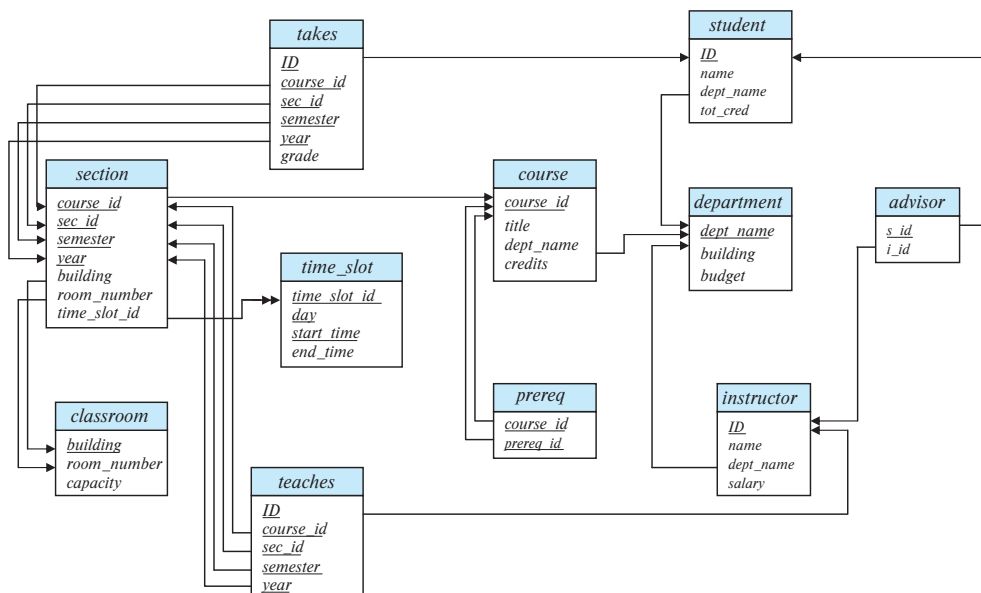 takes
ID
course_id
sec_id
semester
year
grade
student
ID
name
dept_name
tot_cred
section
course_id
sec_id
semester
year
building
room_number
time_slot_id
course
course_id
title
dept_name
credits
department
dept_name
building
budget
advisor
s_id
i_id
time_slot
time_slot_id
day
start_time
end_time
prereq
course_id
prereq_id
instructor
ID
name
dept_name
salary
classroom
building
room_number
capacity
teaches
ID
course_id
sec_id
semester
year